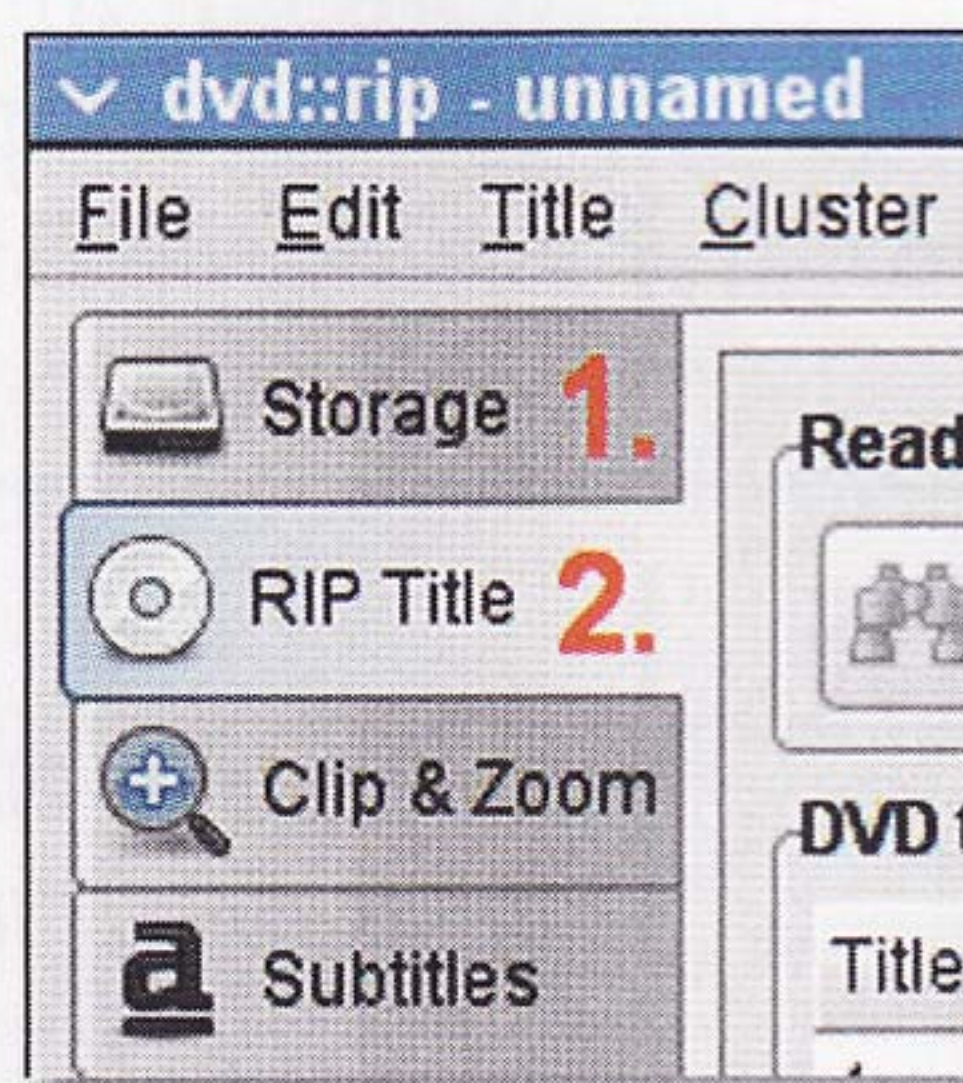 dvd::rip - unnamed
File Edit Title Cluster
Storage 1.
RIP Title 2.
Clip & Zoom
Subtitles
Read
DVD t
Title